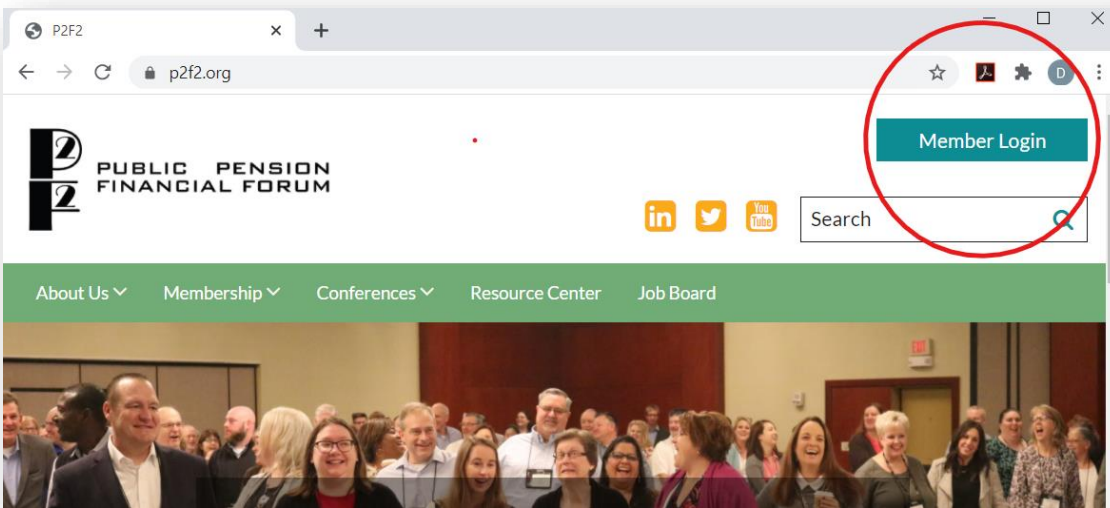 P2F2
p2f2.org
D
Member Login
P2
F2
PUBLIC PENSION
FINANCIAL FORUM
in
You
Tube
Search
About Us
Membership
Conferences
Resource Center
Job Board
EXIT